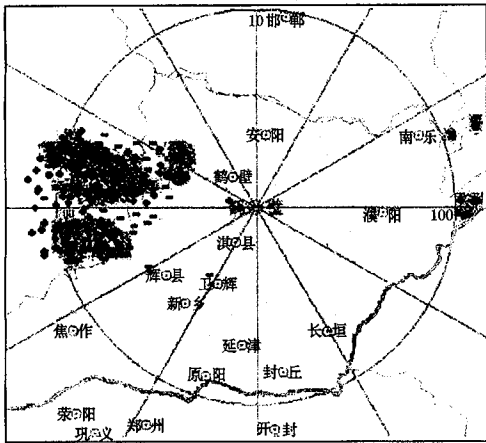 10 邯郸
安阳
南乐
鹤壁
鹤壁
濮阳 100
淇县
辉县 卫辉
新乡
焦作 长垣
延津
原阳 封丘
荥阳
郑州 开封
巩义